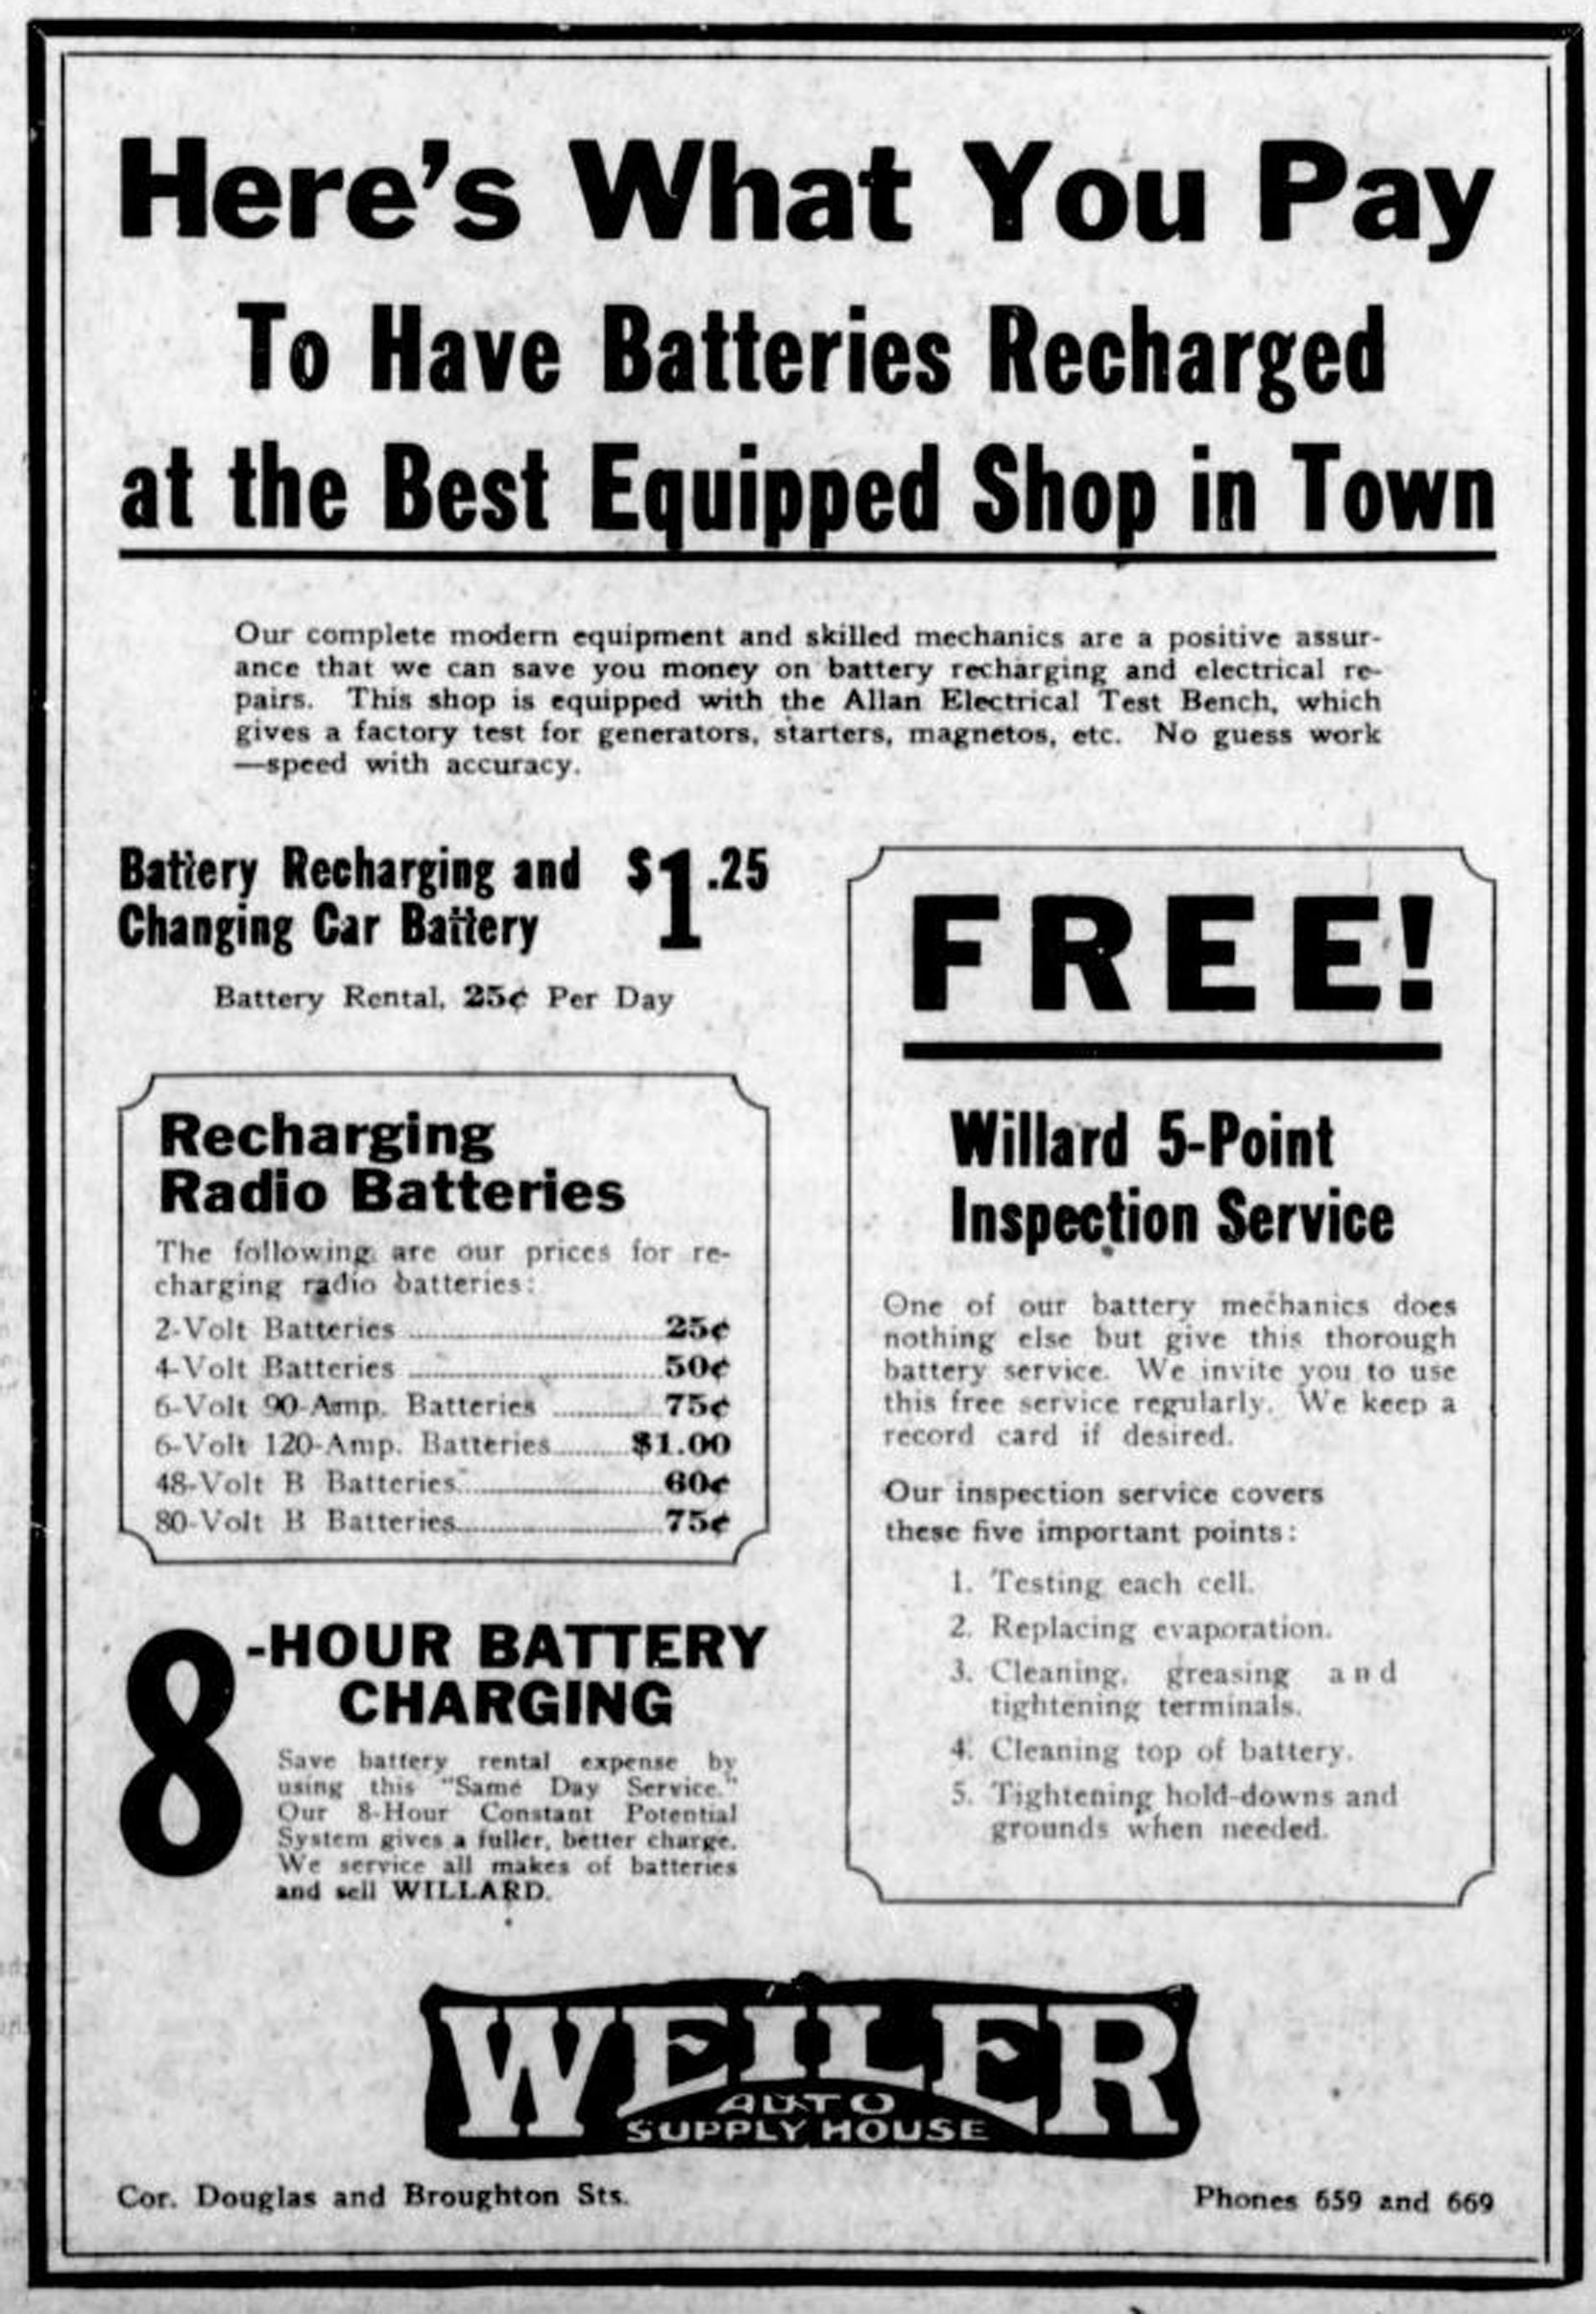 Here's What You Pay
To Have Batteries Recharged
at the Best Equipped Shop in Town
Our complete modern equipment and skilled mechanics are a positive assur-
ance that we can save you money on battery recharging and electrical re-
pairs. This shop is equipped with the Allan Electrical Test Bench, which
gives a factory test for generators, starters, magnetos, etc. No guess work
—speed with accuracy.
Battery Recharging and $1.25
Changing Car Battery
Battery Rental, 25¢ Per Day
Recharging
Radio Batteries
The following are our prices for re-
charging radio batteries:
2-Volt Batteries 25¢
4-Volt Batteries 50¢
6-Volt 90-Amp. Batteries 75¢
6-Volt 120-Amp. Batteries $1.00
48-Volt B Batteries 60¢
80-Volt B Batteries 75¢
8-HOUR BATTERY
CHARGING
Save battery rental expense by
using this "Same Day Service."
Our 8-Hour Constant Potential
System gives a fuller, better charge.
We service all makes of batteries
and sell WILLARD.
FREE!
Willard 5-Point
Inspection Service
One of our battery mechanics does
nothing else but give this thorough
battery service. We invite you to use
this free service regularly. We keep a
record card if desired.
Our inspection service covers
these five important points:
1. Testing each cell.
2. Replacing evaporation.
3. Cleaning, greasing and
tightening terminals.
4. Cleaning top of battery.
5. Tightening hold-downs and
grounds when needed.
WEILER
AUTO
SUPPLY HOUSE
Cor. Douglas and Broughton Sts.
Phones 659 and 669